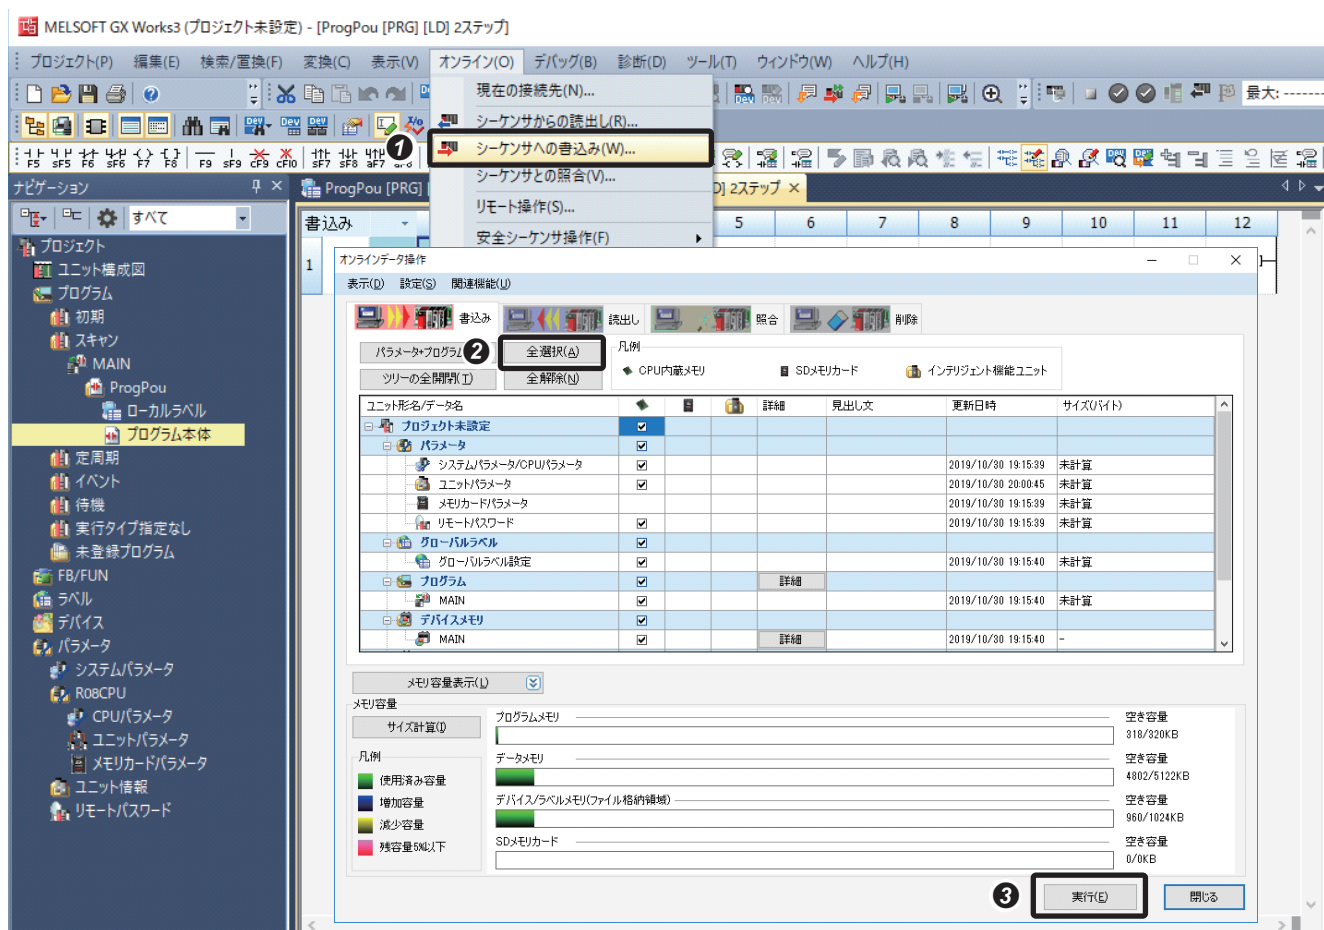 MELSOFT GX Works3 (プロジェクト未設定) - [ProgPou [PRG] [LD] 2ステップ]
プロジェクト(P) 編集(E) 検索/置換(F) 変換(C) 表示(V) オンライン(O) デバッグ(B) 診断(D) ツール(T) ウィンドウ(W) ヘルプ(H)
現在の接続先(N)...
最大:
シーケンサからの読出し(R)...
❶
シーケンサへの書込み(W)...
F5 sF5 F6 sF6 F7 F8 F9 sF9 cF9 cF10 sF7 sF8 aF7
シーケンサとの照合(V)...
リモート操作(S)...
安全シーケンサ操作(F)
ナビゲーション
ProgPou [PRG]
D] 2ステップ
すべて
書込み
5 6 7 8 9 10 11 12
1
プロジェクト
ユニット構成図
プログラム
初期
スキャン
MAIN
ProgPou
ローカルラベル
プログラム本体
定周期
イベント
待機
実行タイプ指定なし
未登録プログラム
FB/FUN
ラベル
デバイス
パラメータ
システムパラメータ
R08CPU
CPUパラメータ
ユニットパラメータ
メモリカードパラメータ
ユニット情報
リモートパスワード
オンラインデータ操作
表示(D) 設定(S) 関連機能(U)
書込み 読出し 照合 削除
パラメータ+プログラム
❷
全選択(A)
凡例
CPU内蔵メモリ SDメモリカード インテリジェント機能ユニット
ツリーの全開閉(T) 全解除(N)
ユニット形名/データ名 詳細 見出し文 更新日時 サイズ(バイト)
プロジェクト未設定
パラメータ
システムパラメータ/CPUパラメータ 2019/10/30 19:15:39 未計算
ユニットパラメータ 2019/10/30 20:00:45 未計算
メモリカードパラメータ 2019/10/30 19:15:39 未計算
リモートパスワード 2019/10/30 19:15:39 未計算
グローバルラベル
グローバルラベル設定 2019/10/30 19:15:40 未計算
プログラム 詳細
MAIN 2019/10/30 19:15:40 未計算
デバイスメモリ
MAIN 詳細 2019/10/30 19:15:40 -
メモリ容量表示(L)
メモリ容量
サイズ計算(I)
凡例
使用済み容量
増加容量
減少容量
残容量5%以下
プログラムメモリ 空き容量
318/320KB
データメモリ 空き容量
4802/5122KB
デバイス/ラベルメモリ(ファイル格納領域) 空き容量
960/1024KB
SDメモリカード 空き容量
0/0KB
❸
実行(E) 閉じる